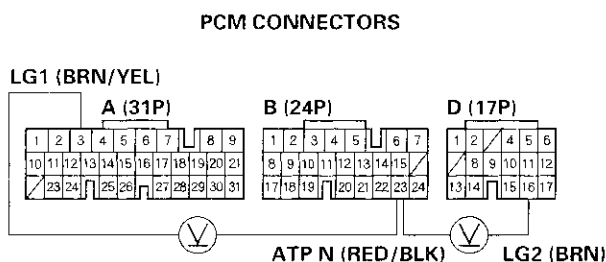 PCM CONNECTORS
LG1 (BRN/YEL)
A (31P) B (24P) D (17P)
1 2 3 4 5 6 7 8 9 1 2 3 4 5 6 7 1 2 4 5 6
10 11 12 13 14 15 16 17 18 19 20 21 8 9 10 11 12 13 14 15 8 9 10 11 12
23 24 25 26 27 28 29 30 31 17 18 19 20 21 22 23 24 13 14 15 16 17
V V
ATP N (RED/BLK) LG2 (BRN)